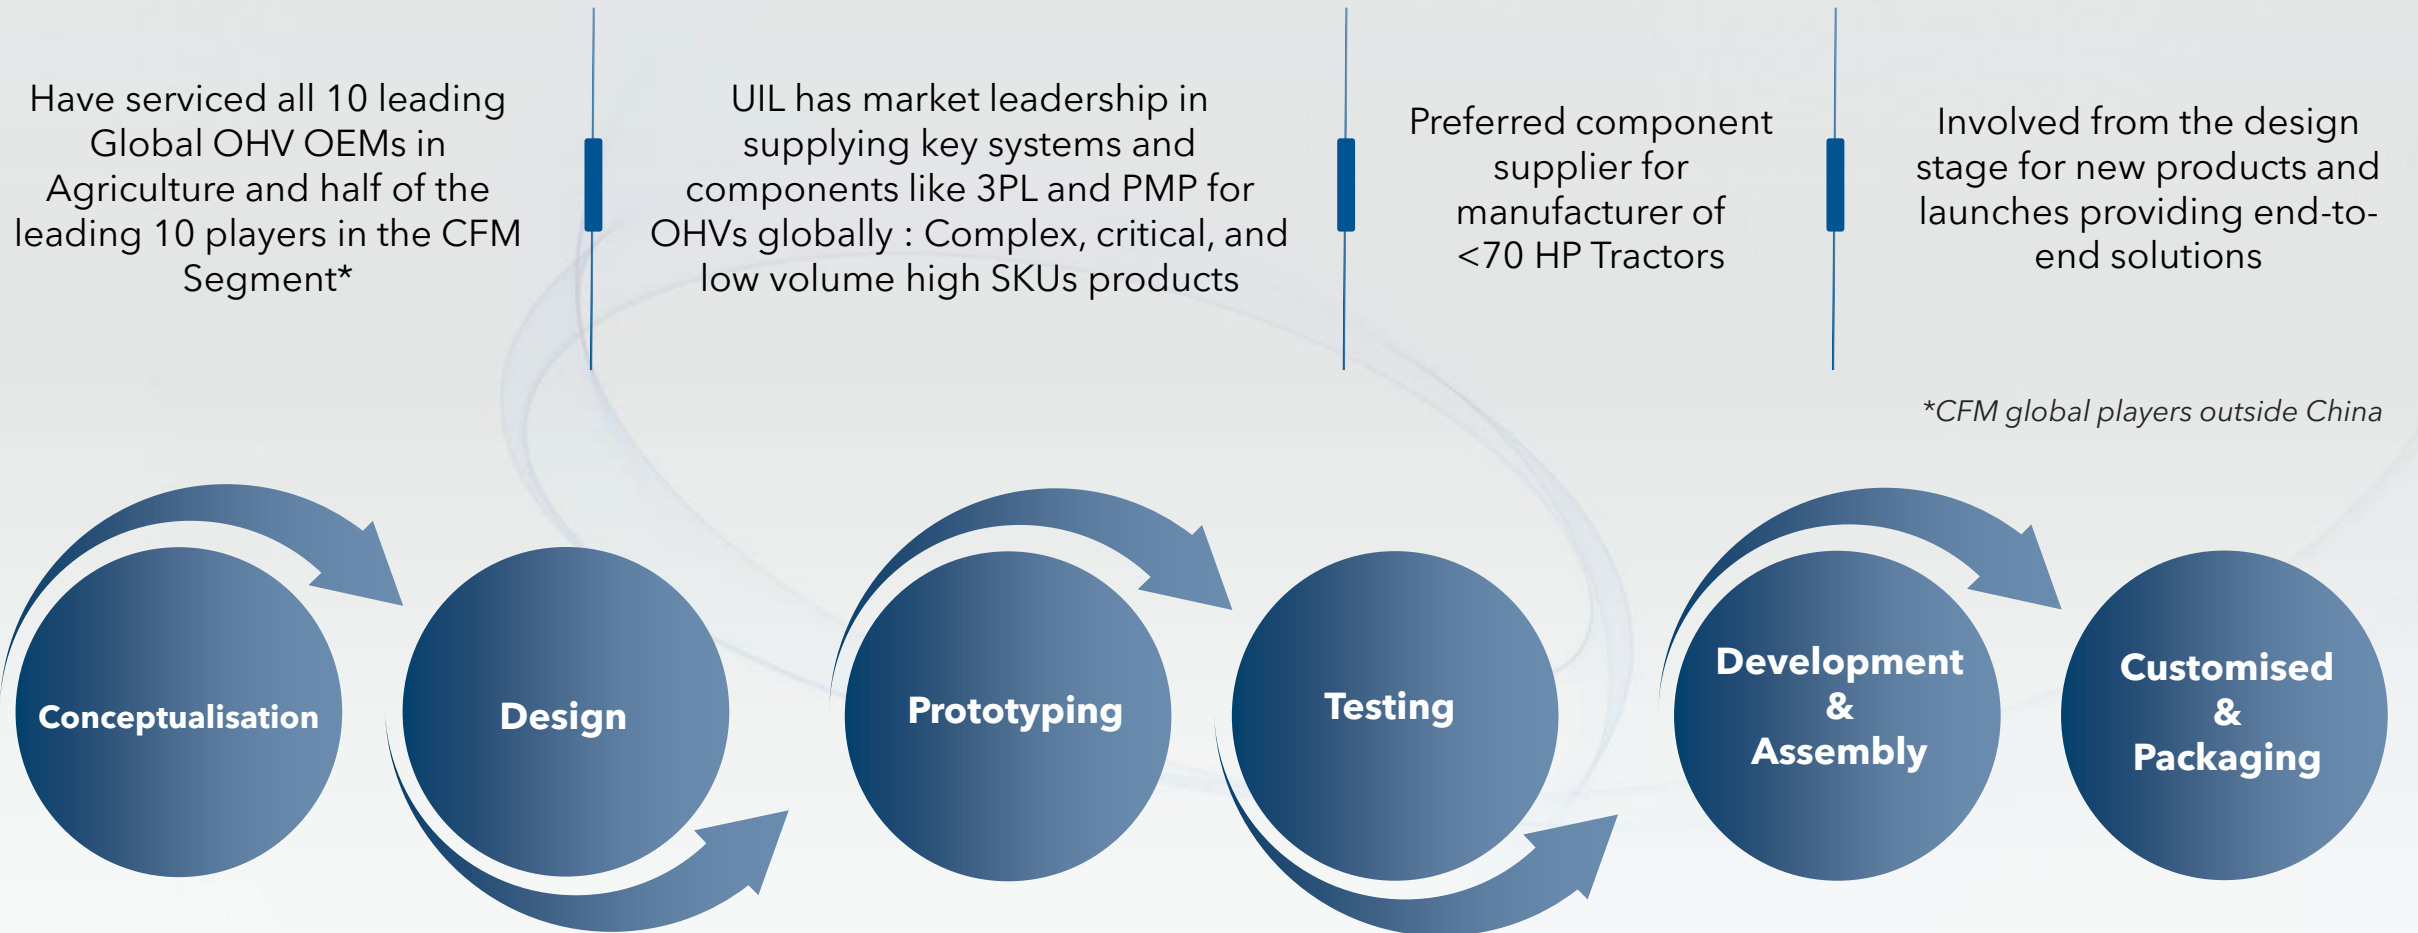 Have serviced all 10 leading
Global OHV OEMs in
Agriculture and half of the
leading 10 players in the CFM
Segment*
UIL has market leadership in
supplying key systems and
components like 3PL and PMP for
OHVs globally : Complex, critical, and
low volume high SKUs products
Preferred component
supplier for
manufacturer of
<70 HP Tractors
Involved from the design
stage for new products and
launches providing end-to-
end solutions
*CFM global players outside China
Conceptualisation
Design
Prototyping
Testing
Development
&
Assembly
Customised
&
Packaging